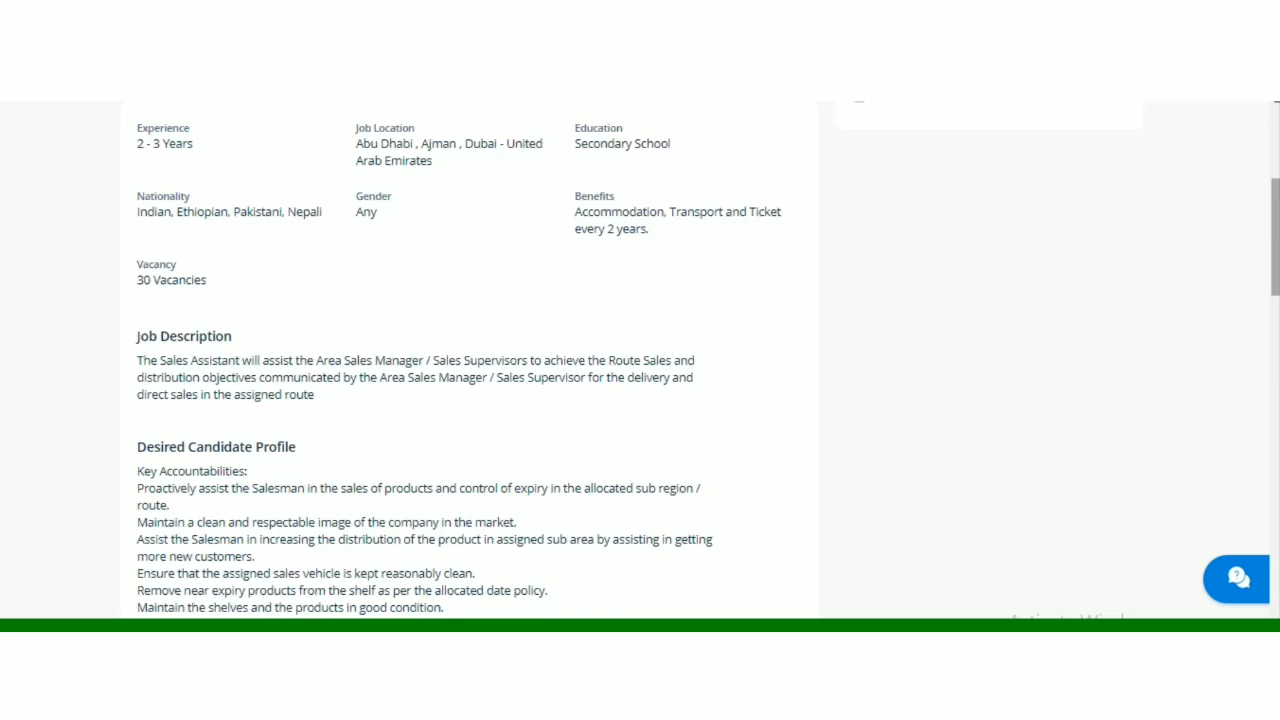 Experience
2 - 3 Years
Job Location
Abu Dhabi , Ajman , Dubai - United
Arab Emirates
Education
Secondary School
Nationality
Indian, Ethiopian, Pakistani, Nepali
Gender
Any
Benefits
Accommodation, Transport and Ticket
every 2 years.
Vacancy
30 Vacancies
Job Description
The Sales Assistant will assist the Area Sales Manager / Sales Supervisors to achieve the Route Sales and
distribution objectives communicated by the Area Sales Manager / Sales Supervisor for the delivery and
direct sales in the assigned route
Desired Candidate Profile
Key Accountabilities:
Proactively assist the Salesman in the sales of products and control of expiry in the allocated sub region /
route.
Maintain a clean and respectable image of the company in the market.
Assist the Salesman in increasing the distribution of the product in assigned sub area by assisting in getting
more new customers.
Ensure that the assigned sales vehicle is kept reasonably clean.
Remove near expiry products from the shelf as per the allocated date policy.
Maintain the shelves and the products in good condition.